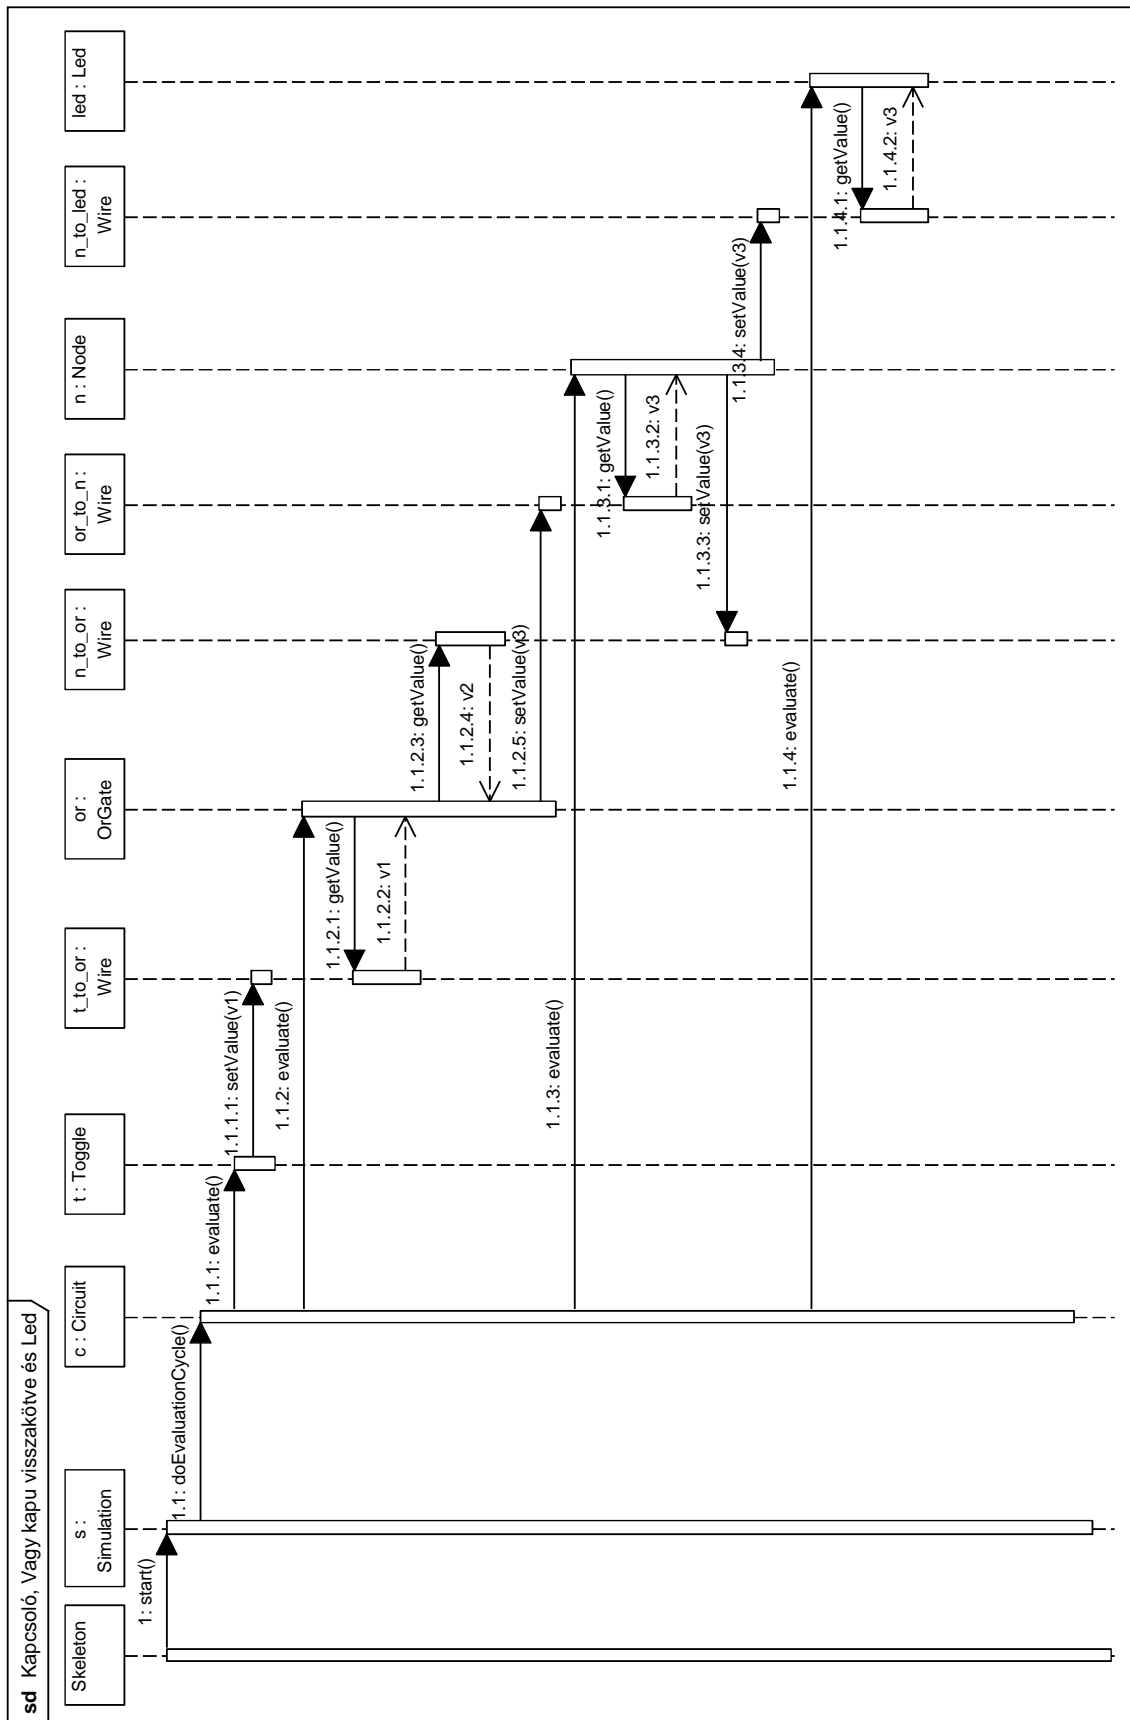 sd Kapcsoló, Vagy kapu visszakötve és Led
Skeleton
s :
Simulation
c : Circuit
t : Toggle
t_to_or :
Wire
or :
OrGate
n_to_or :
Wire
or_to_n :
Wire
n : Node
n_to_led :
Wire
led : Led
1: start()
1.1: doEvaluationCycle()
1.1.1: evaluate()
1.1.1.1: setValue(v1)
1.1.2: evaluate()
1.1.2.1: getValue()
1.1.2.2: v1
1.1.2.3: getValue()
1.1.2.4: v2
1.1.2.5: setValue(v3)
1.1.3: evaluate()
1.1.3.1: getValue()
1.1.3.2: v3
1.1.3.3: setValue(v3)
1.1.3.4: setValue(v3)
1.1.4: evaluate()
1.1.4.1: getValue()
1.1.4.2: v3